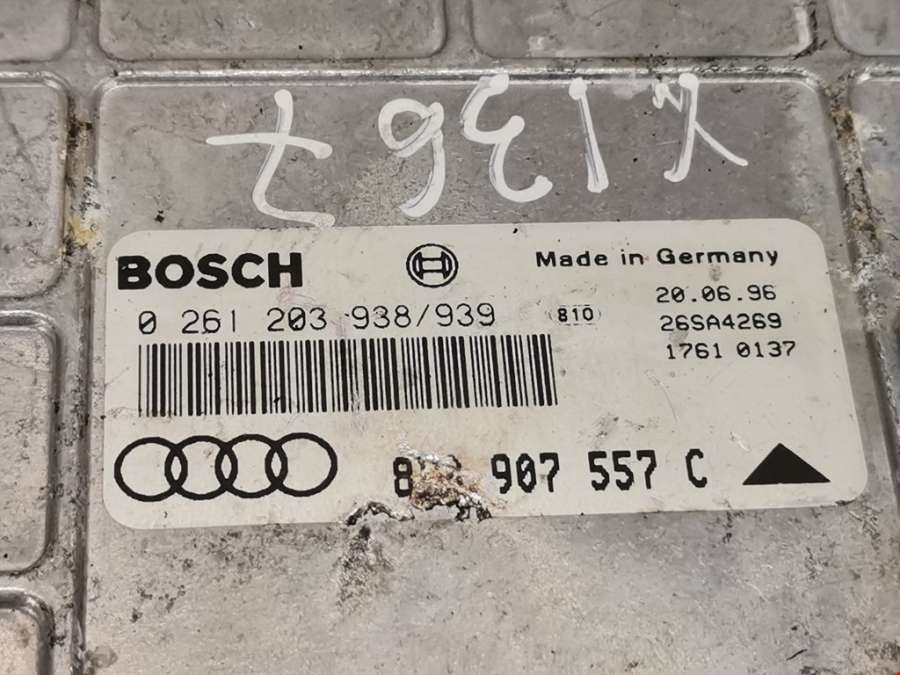 BOSCH
Made in Germany
0 261 203 938/939
810
20.06.96
26SA4269
1761 0137
907 557 C